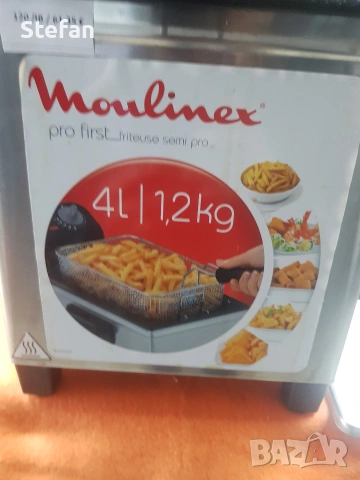 Stefan
Moulinex
pro first friteuse semi pro
4l | 1,2kg
BAZAR